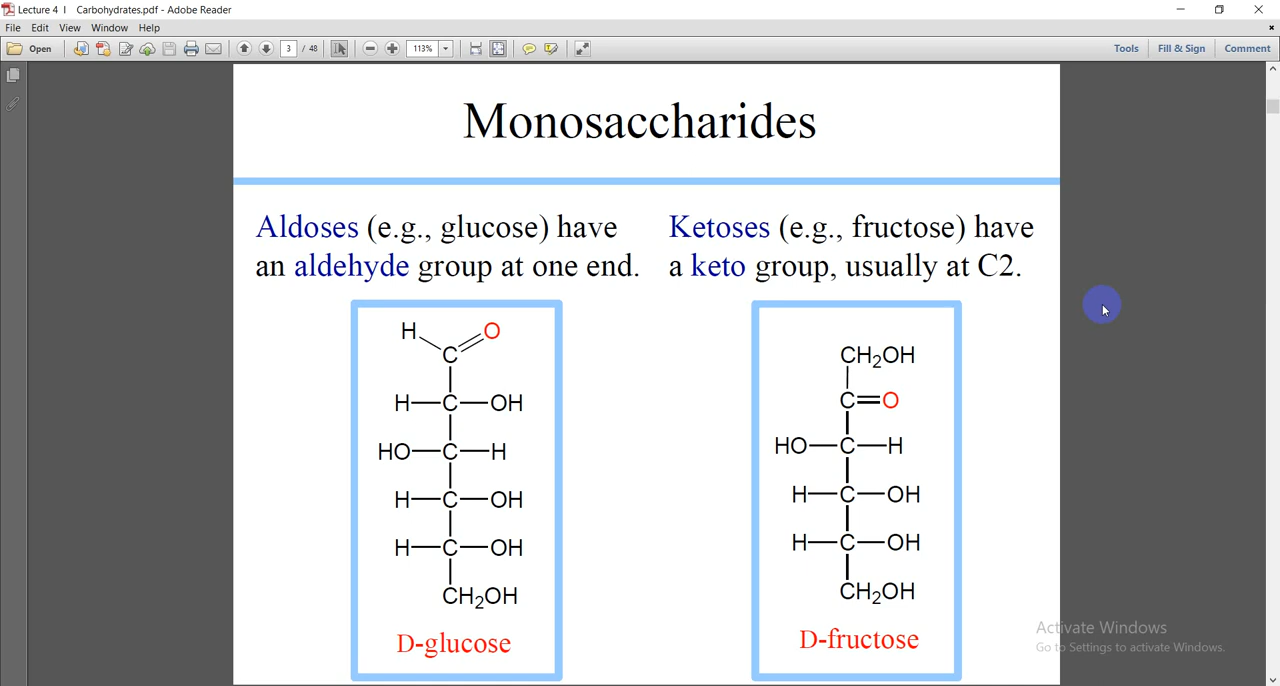 Lecture 4 I Carbohydrates.pdf - Adobe Reader
File Edit View Window Help
Open 3 / 48 113% Tools Fill & Sign Comment
Monosaccharides
Aldoses (e.g., glucose) have
an aldehyde group at one end.
Ketoses (e.g., fructose) have
a keto group, usually at C2.
H O
C
H C OH
HO C H
H C OH
H C OH
CH2OH
D-glucose
CH2OH
C O
HO C H
H C OH
H C OH
CH2OH
D-fructose
Activate Windows
Go to Settings to activate Windows.